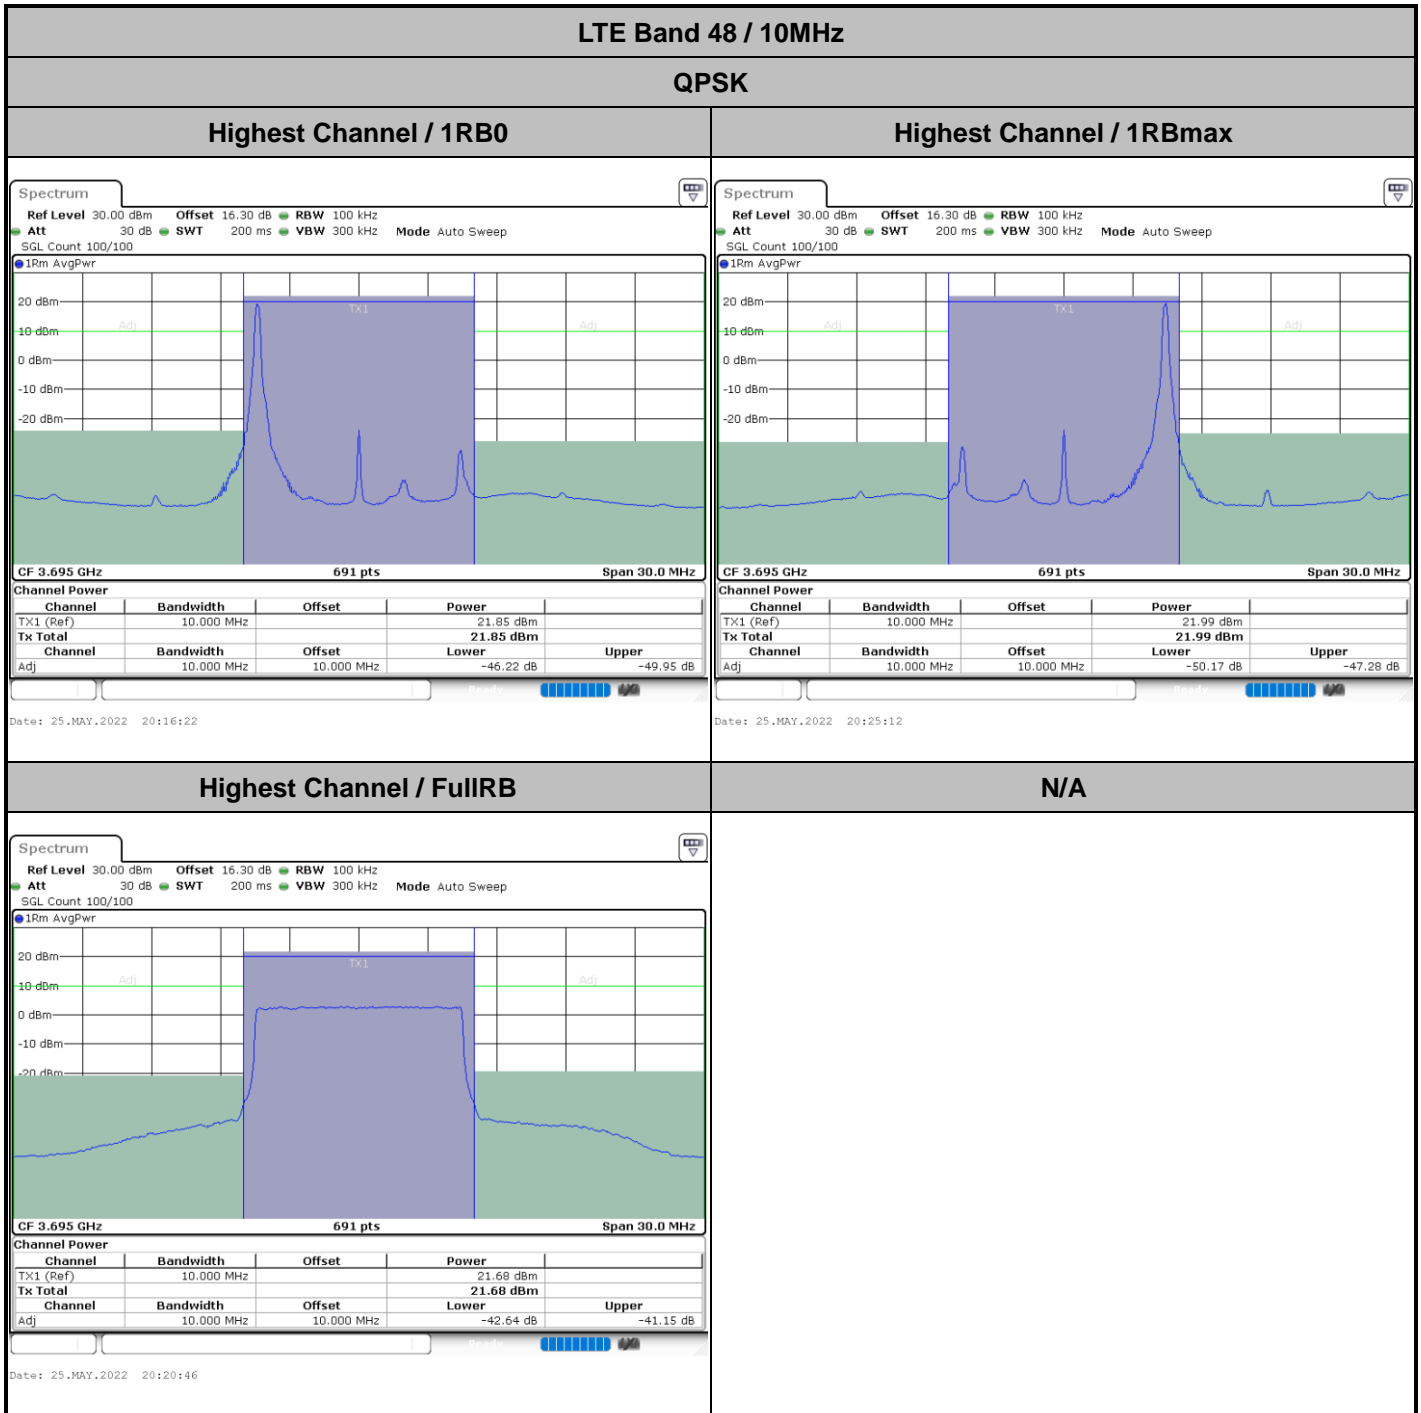 LTE Band 48 / 10MHz
QPSK
Highest Channel / 1RB0
Highest Channel / 1RBmax
Spectrum
Ref Level 30.00 dBm Offset 16.30 dB RBW 100 kHz
Att 30 dB SWT 200 ms VBW 300 kHz Mode Auto Sweep
SGL Count 100/100
1Rm AvgPwr
20 dBm
10 dBm
0 dBm
-10 dBm
-20 dBm
Adj
TX1
Adj
CF 3.695 GHz 691 pts Span 30.0 MHz
Channel Power
Channel Bandwidth Offset Power
TX1 (Ref) 10.000 MHz 21.85 dBm
Tx Total 21.85 dBm
Channel Bandwidth Offset Lower Upper
Adj 10.000 MHz 10.000 MHz -46.22 dB -49.95 dB
Ready
Date: 25.MAY.2022 20:16:22
Spectrum
Ref Level 30.00 dBm Offset 16.30 dB RBW 100 kHz
Att 30 dB SWT 200 ms VBW 300 kHz Mode Auto Sweep
SGL Count 100/100
1Rm AvgPwr
20 dBm
10 dBm
0 dBm
-10 dBm
-20 dBm
Adj
TX1
Adj
CF 3.695 GHz 691 pts Span 30.0 MHz
Channel Power
Channel Bandwidth Offset Power
TX1 (Ref) 10.000 MHz 21.99 dBm
Tx Total 21.99 dBm
Channel Bandwidth Offset Lower Upper
Adj 10.000 MHz 10.000 MHz -50.17 dB -47.28 dB
Ready
Date: 25.MAY.2022 20:25:12
Highest Channel / FullRB
N/A
Spectrum
Ref Level 30.00 dBm Offset 16.30 dB RBW 100 kHz
Att 30 dB SWT 200 ms VBW 300 kHz Mode Auto Sweep
SGL Count 100/100
1Rm AvgPwr
20 dBm
10 dBm
0 dBm
-10 dBm
-20 dBm
Adj
TX1
Adj
CF 3.695 GHz 691 pts Span 30.0 MHz
Channel Power
Channel Bandwidth Offset Power
TX1 (Ref) 10.000 MHz 21.68 dBm
Tx Total 21.68 dBm
Channel Bandwidth Offset Lower Upper
Adj 10.000 MHz 10.000 MHz -42.64 dB -41.15 dB
Ready
Date: 25.MAY.2022 20:20:46